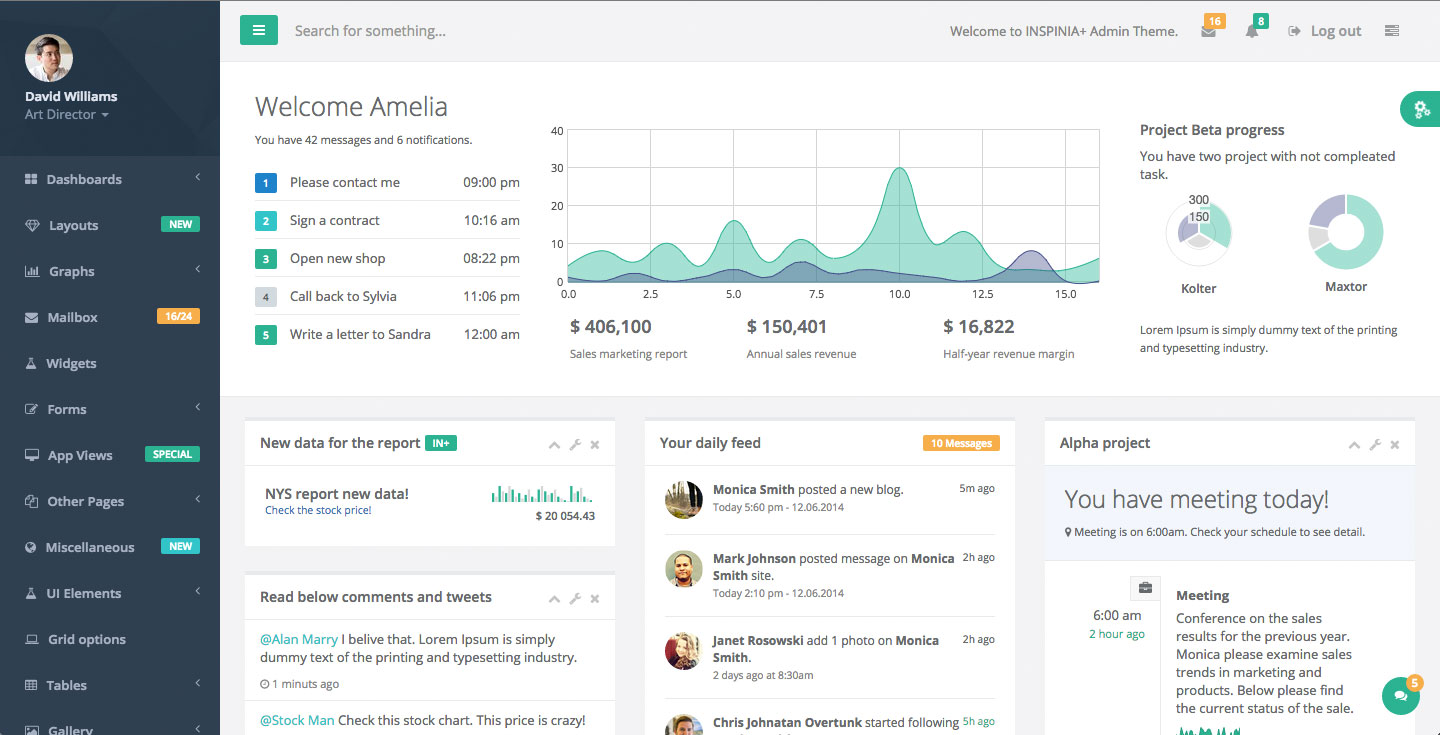 David Williams
Art Director
Dashboards
Layouts NEW
Graphs
Mailbox 16/24
Widgets
Forms
App Views SPECIAL
Other Pages
Miscellaneous NEW
UI Elements
Grid options
Tables
Gallery
Search for something...
Welcome to INSPINIA+ Admin Theme.
16
8
Log out
Welcome Amelia
You have 42 messages and 6 notifications.
1 Please contact me 09:00 pm
2 Sign a contract 10:16 am
3 Open new shop 08:22 pm
4 Call back to Sylvia 11:06 pm
5 Write a letter to Sandra 12:00 am
40
30
20
10
0
0.0 2.5 5.0 7.5 10.0 12.5 15.0
$ 406,100
Sales marketing report
$ 150,401
Annual sales revenue
$ 16,822
Half-year revenue margin
Project Beta progress
You have two project with not compleated
task.
300
150
Kolter
Maxtor
Lorem Ipsum is simply dummy text of the printing
and typesetting industry.
New data for the report IN+
NYS report new data!
Check the stock price!
$ 20 054.43
Read below comments and tweets
@Alan Marry I belive that. Lorem Ipsum is simply
dummy text of the printing and typesetting industry.
1 minuts ago
@Stock Man Check this stock chart. This price is crazy!
Your daily feed 10 Messages
Monica Smith posted a new blog. 5m ago
Today 5:60 pm - 12.06.2014
Mark Johnson posted message on Monica 2h ago
Smith site.
Today 2:10 pm - 12.06.2014
Janet Rosowski add 1 photo on Monica 2h ago
Smith.
2 days ago at 8:30am
Chris Johnatan Overtunk started following 5h ago
Alpha project
You have meeting today!
Meeting is on 6:00am. Check your schedule to see detail.
6:00 am
2 hour ago
Meeting
Conference on the sales
results for the previous year.
Monica please examine sales
trends in marketing and
products. Below please find
the current status of the sale.
5